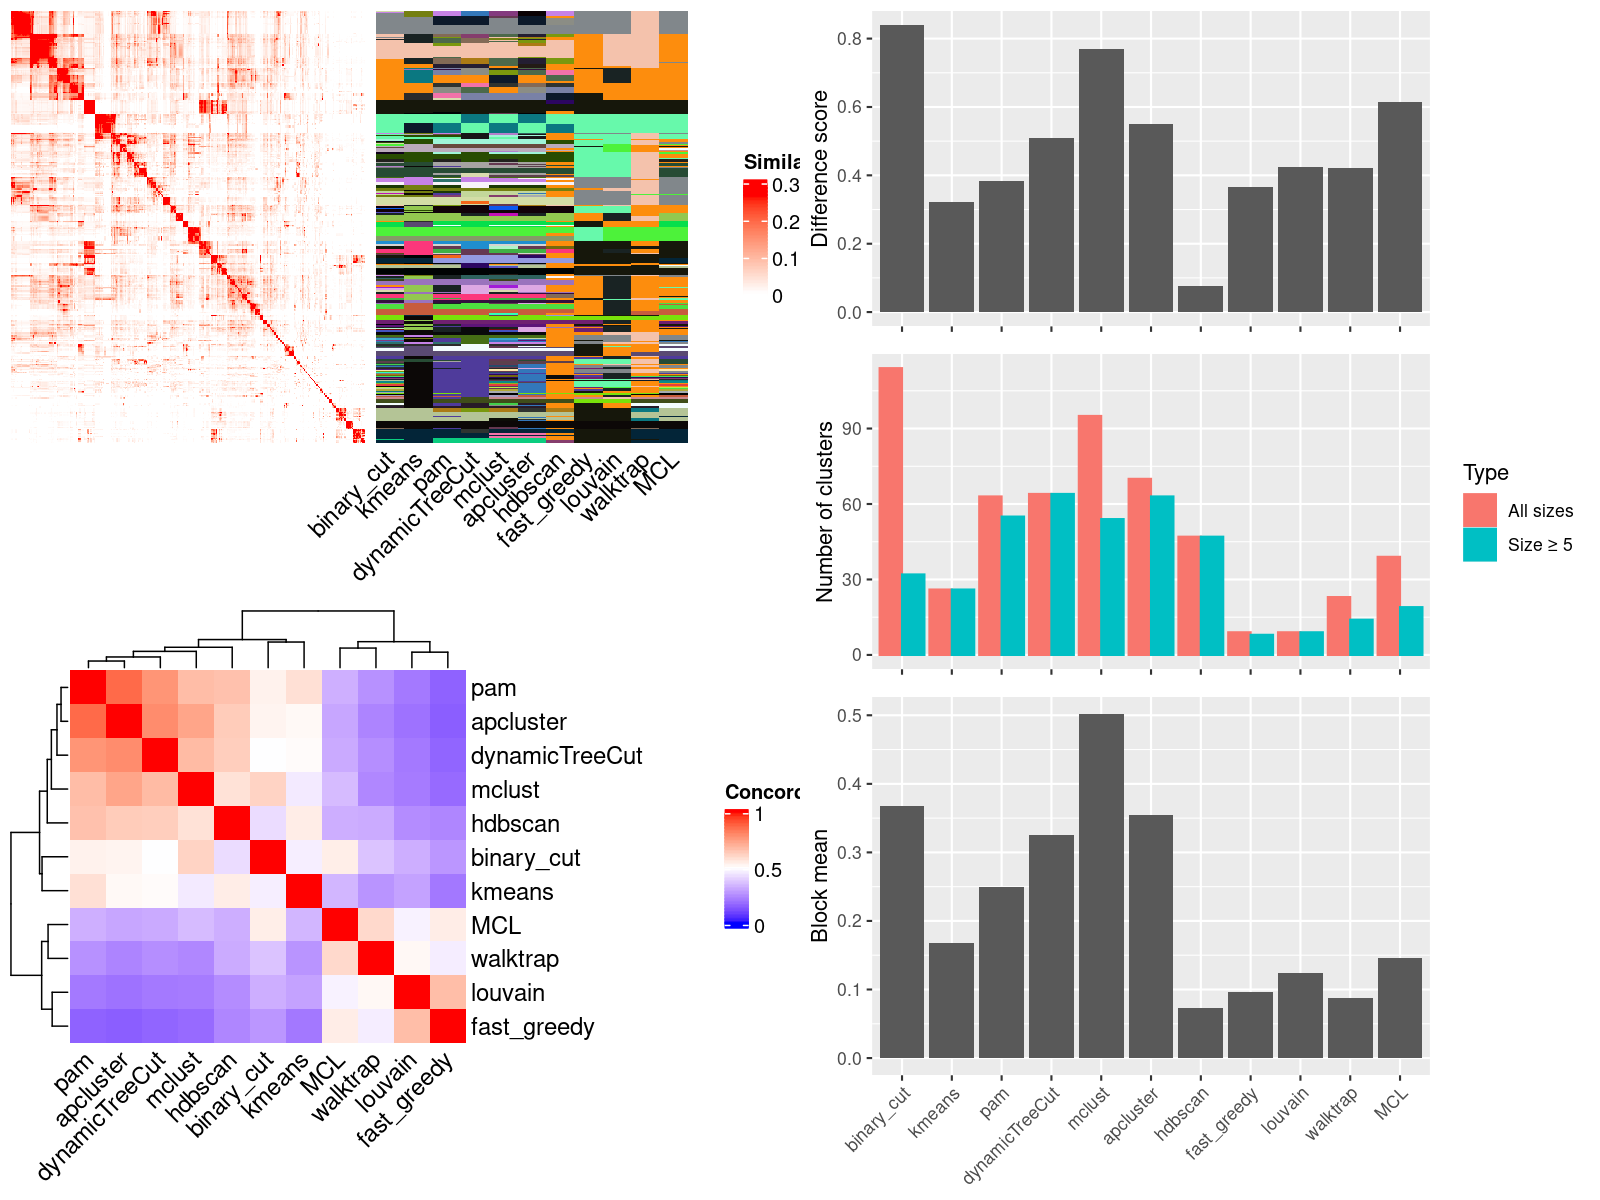 Simila
0.3
0.2
0.1
0
binary_cut
kmeans
pam
dynamicTreeCut
mclust
apcluster
hdbscan
fast_greedy
louvain
walktrap
MCL
pam
apcluster
dynamicTreeCut
mclust
hdbscan
binary_cut
kmeans
MCL
walktrap
louvain
fast_greedy
pam
apcluster
dynamicTreeCut
mclust
hdbscan
binary_cut
kmeans
MCL
walktrap
louvain
fast_greedy
Concord
1
0.5
0
Difference score
0.8
0.6
0.4
0.2
0.0
Number of clusters
90
60
30
0
Type
All sizes
Size ≥ 5
Block mean
0.5
0.4
0.3
0.2
0.1
0.0
binary_cut
kmeans
pam
dynamicTreeCut
mclust
apcluster
hdbscan
fast_greedy
louvain
walktrap
MCL